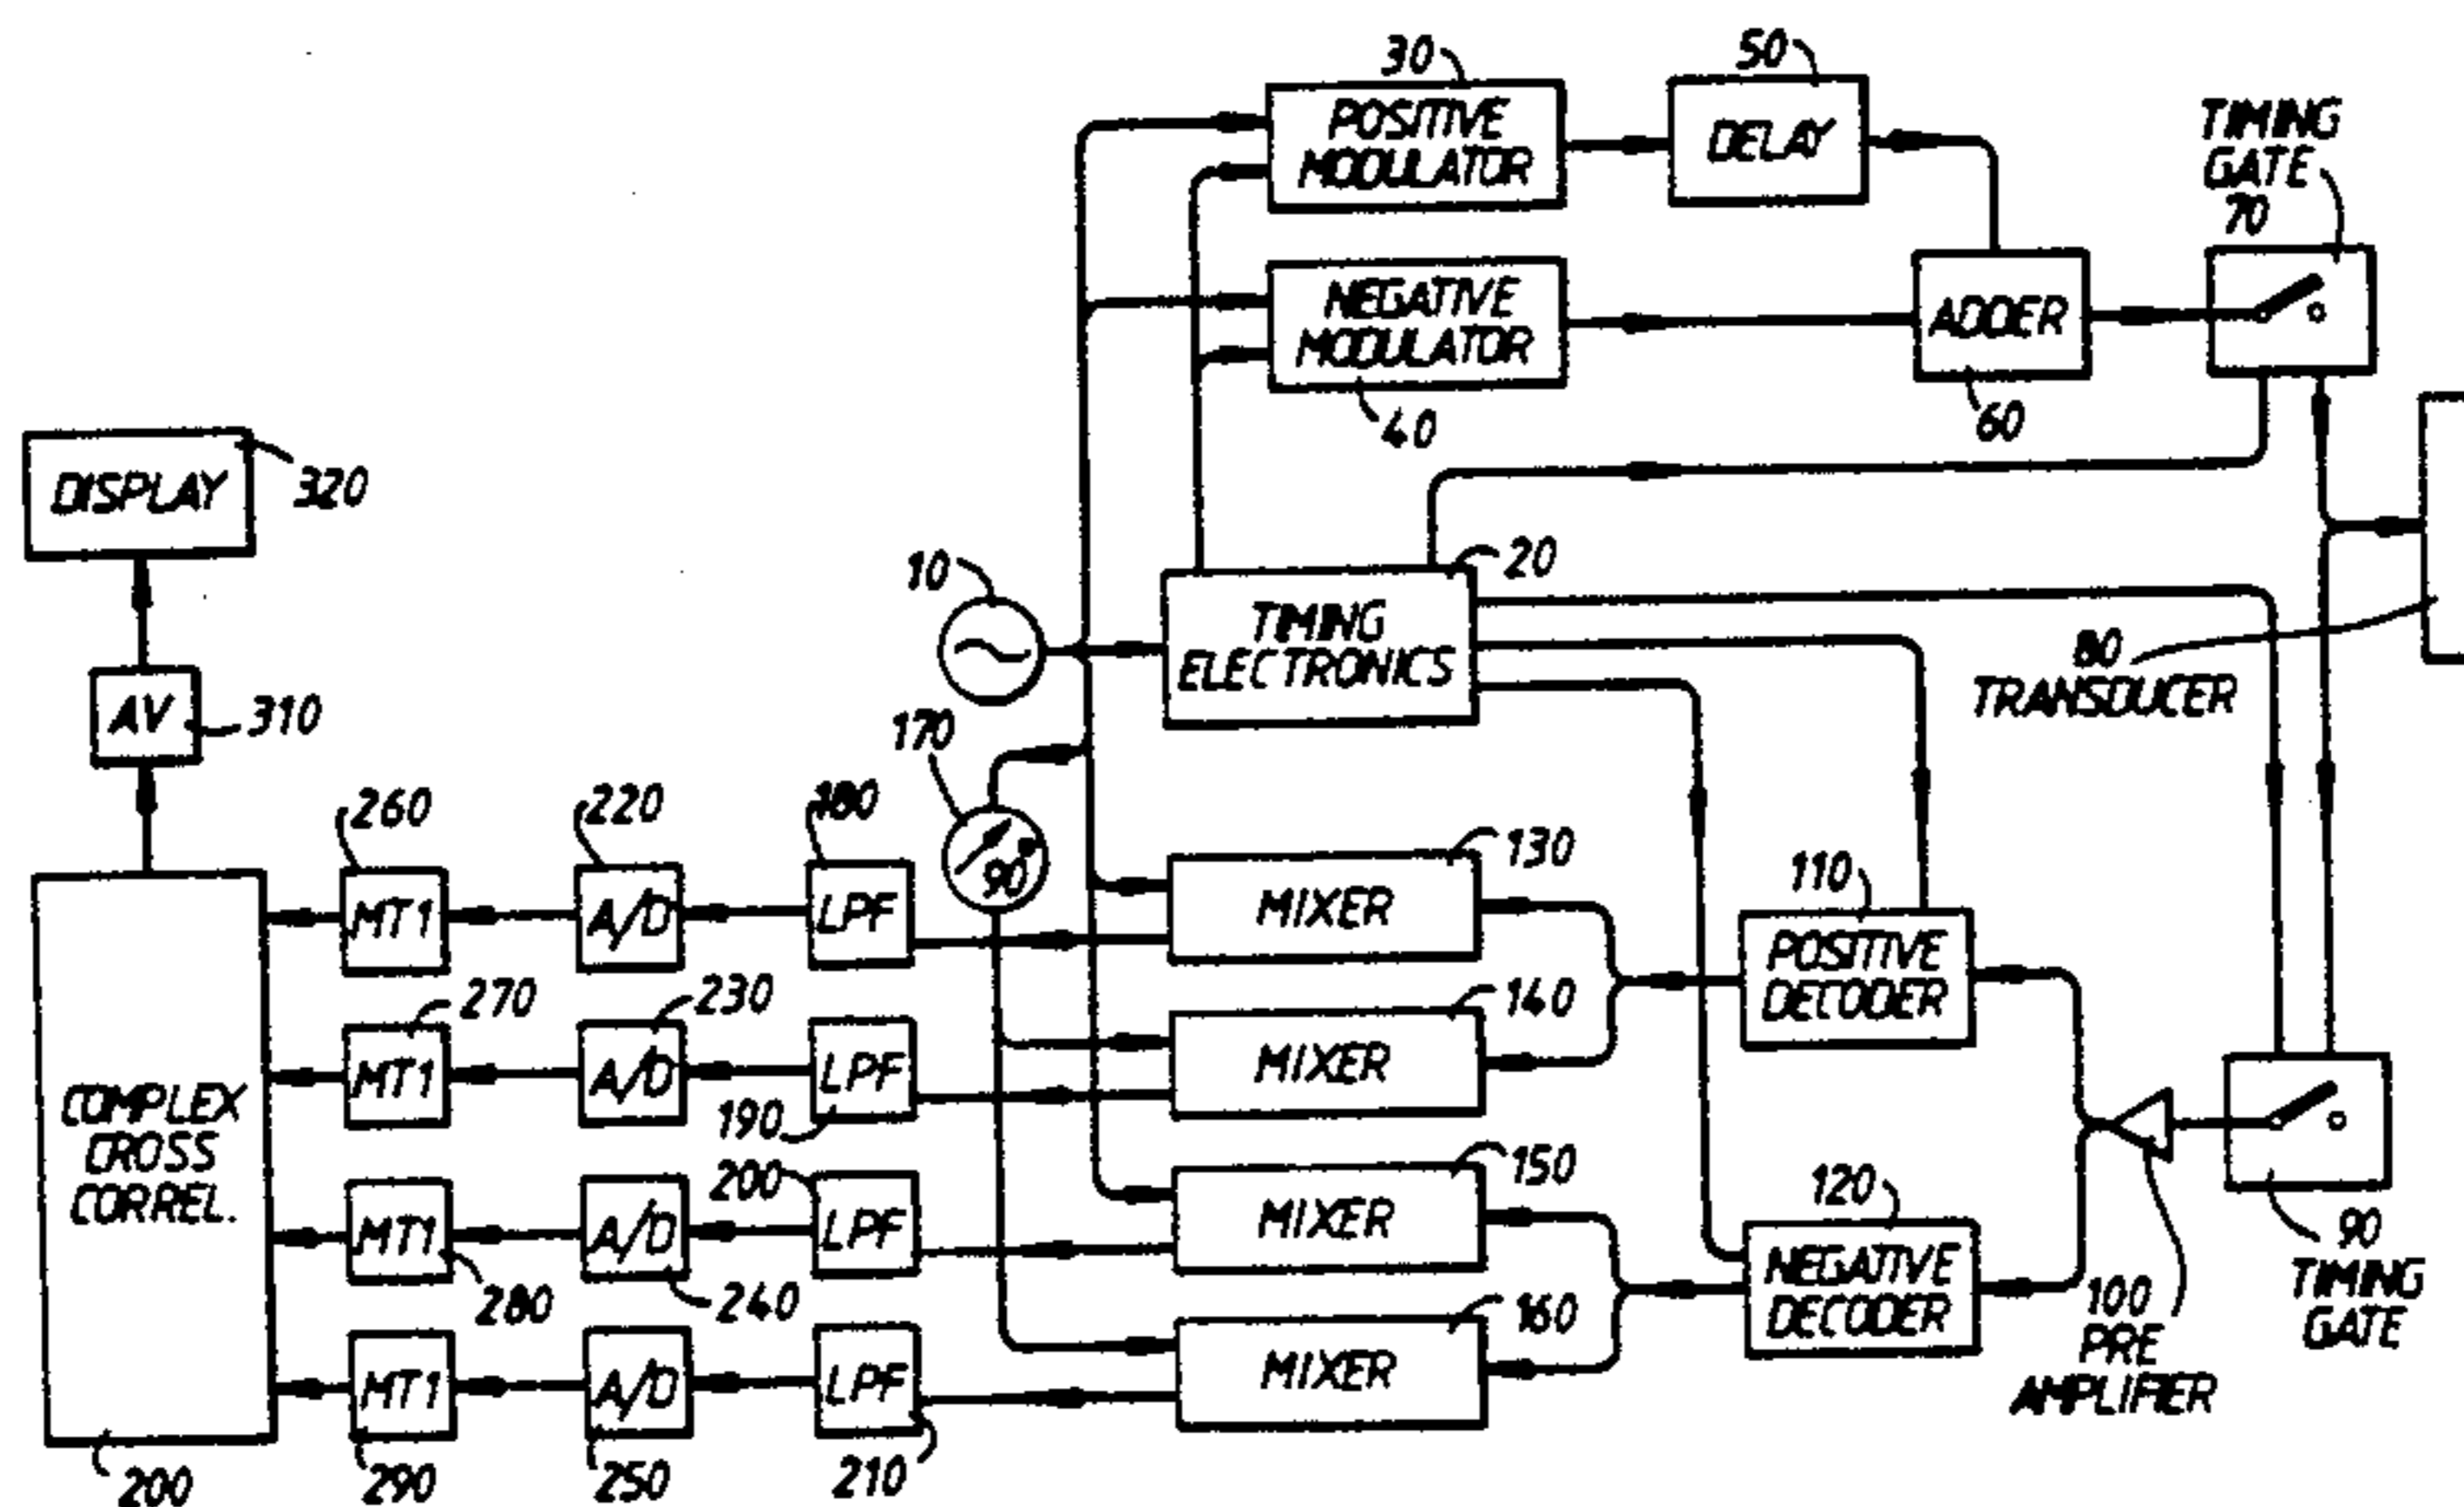 30
50
POSITIVE
MODULATOR
DELAY
TIMING
GATE
70
NEGATIVE
MODULATOR
ADDER
40
60
DISPLAY
320
10
20
TIMING
ELECTRONICS
80
TRANSDUCER
AV
310
170
260
220
180
90°
130
MT1
A/D
LPF
MIXER
110
POSITIVE
DECODER
270
230
140
MT1
A/D
LPF
MIXER
190
COMPLEX
CROSS
CORREL.
200
150
120
MT1
A/D
LPF
MIXER
280
240
NEGATIVE
DECODER
90
TIMING
GATE
100
PRE
AMPLIFIER
160
MT1
A/D
LPF
MIXER
200
290
250
210